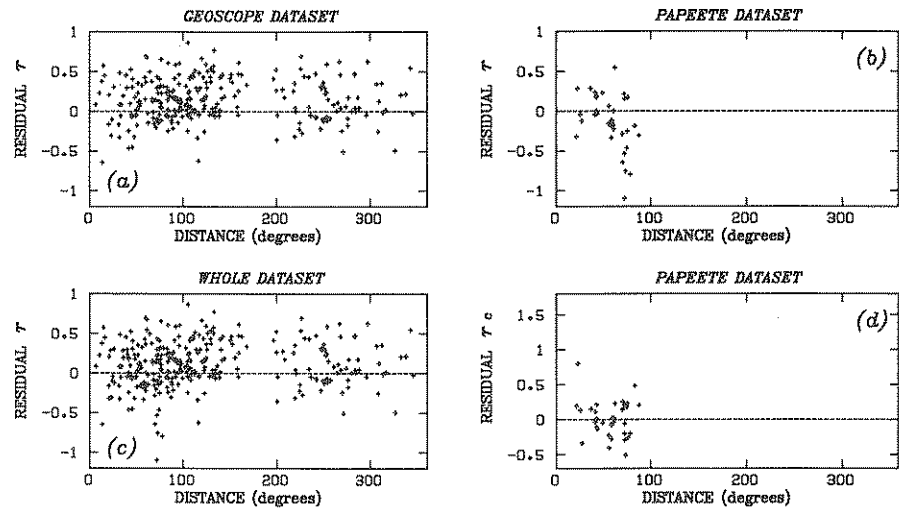 GEOSCOPE DATASET
1
0.5
0
-0.5
-1
RESIDUAL r
(a)
0 100 200 300
DISTANCE (degrees)
PAPEETE DATASET
1
0.5
0
-0.5
-1
RESIDUAL r
(b)
0 100 200 300
DISTANCE (degrees)
WHOLE DATASET
1
0.5
0
-0.5
-1
RESIDUAL r
(c)
0 100 200 300
DISTANCE (degrees)
PAPEETE DATASET
1.5
1
0.5
0
-0.5
RESIDUAL r c
(d)
0 100 200 300
DISTANCE (degrees)